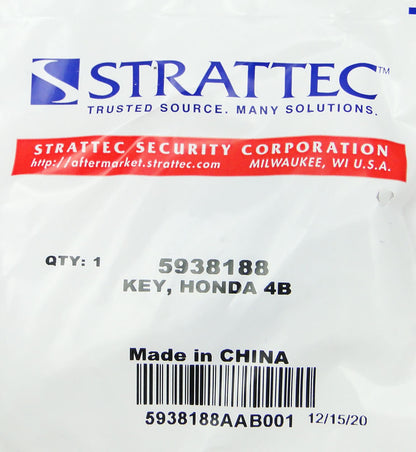 STRATTEC™
TRUSTED SOURCE. MANY SOLUTIONS.
STRATTEC SECURITY CORPORATION
http://aftermarket.strattec.com MILWAUKEE, WI U.S.A.
QTY: 1 5938188
KEY, HONDA 4B
Made in CHINA
5938188AAB001 12/15/20